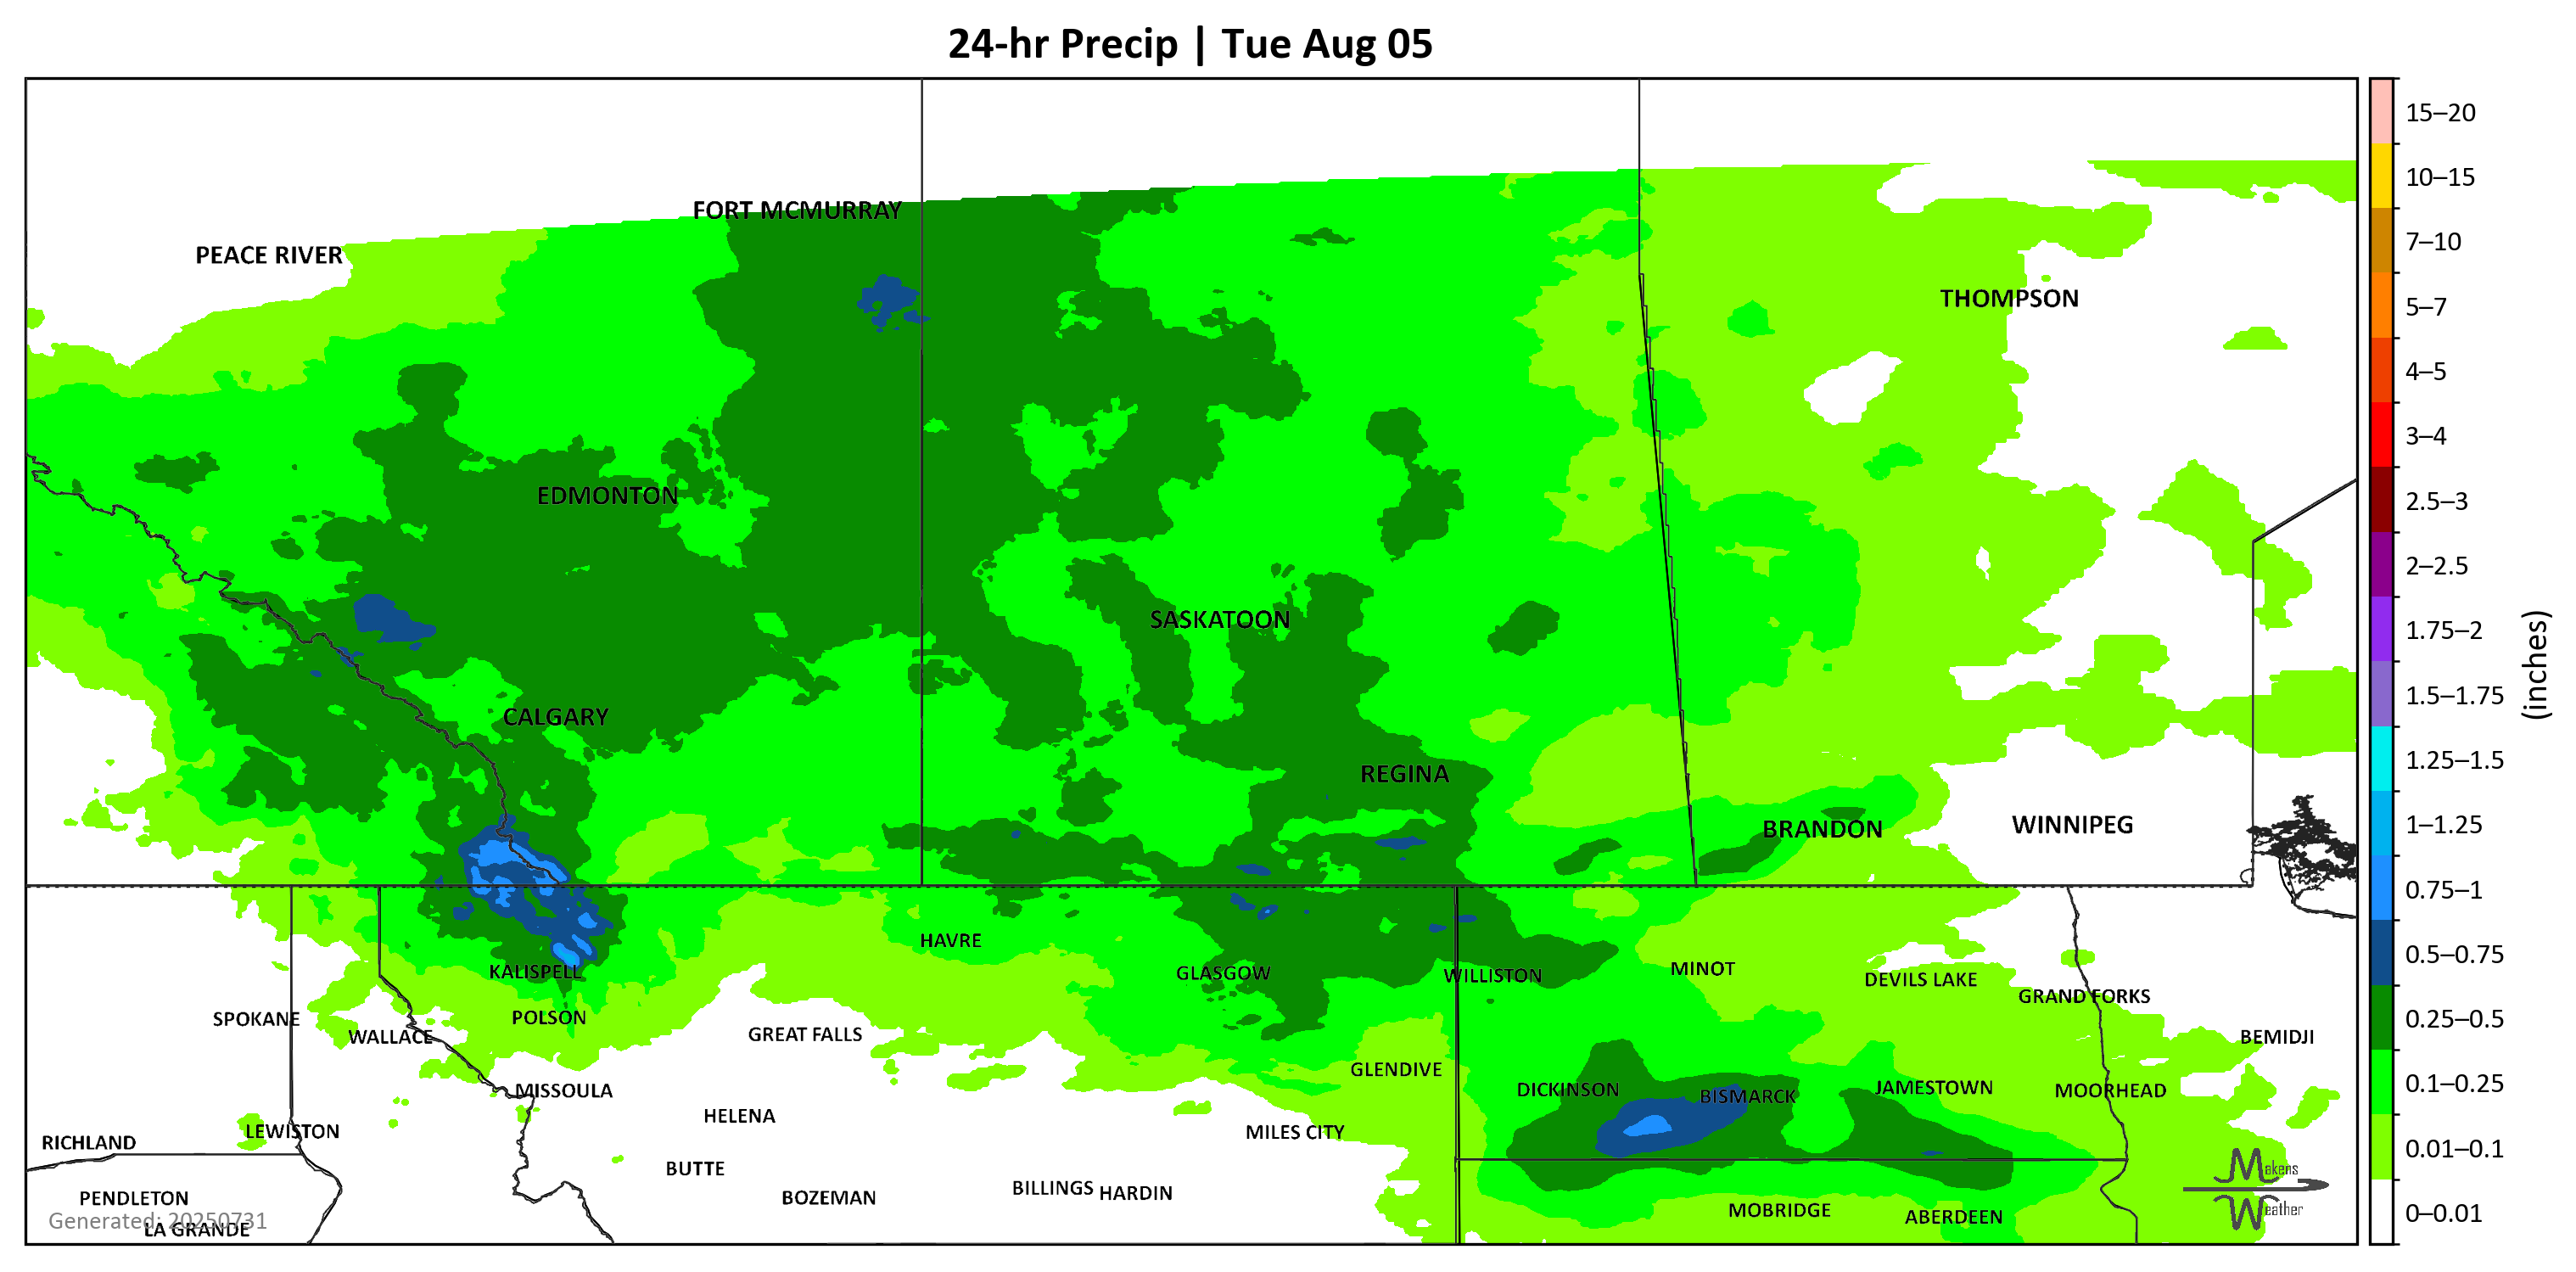 24-hr Precip | Tue Aug 05
FORT MCMURRAY
PEACE RIVER
THOMPSON
EDMONTON
SASKATOON
CALGARY
REGINA
BRANDON
WINNIPEG
HAVRE
KALISPELL
GLASGOW
WILLISTON
MINOT
DEVILS LAKE
GRAND FORKS
SPOKANE
POLSON
WALLACE
GREAT FALLS
BEMIDJI
GLENDIVE
MISSOULA
DICKINSON
BISMARCK
JAMESTOWN
MOORHEAD
HELENA
LEWISTON
MILES CITY
RICHLAND
BUTTE
BILLINGS
HARDIN
PENDLETON
BOZEMAN
MOBRIDGE
ABERDEEN
Generated: 20250731
LA GRANDE
Makens
Weather
15–20
10–15
7–10
5–7
4–5
3–4
2.5–3
2–2.5
1.75–2
1.5–1.75
1.25–1.5
1–1.25
0.75–1
0.5–0.75
0.25–0.5
0.1–0.25
0.01–0.1
0–0.01
(inches)